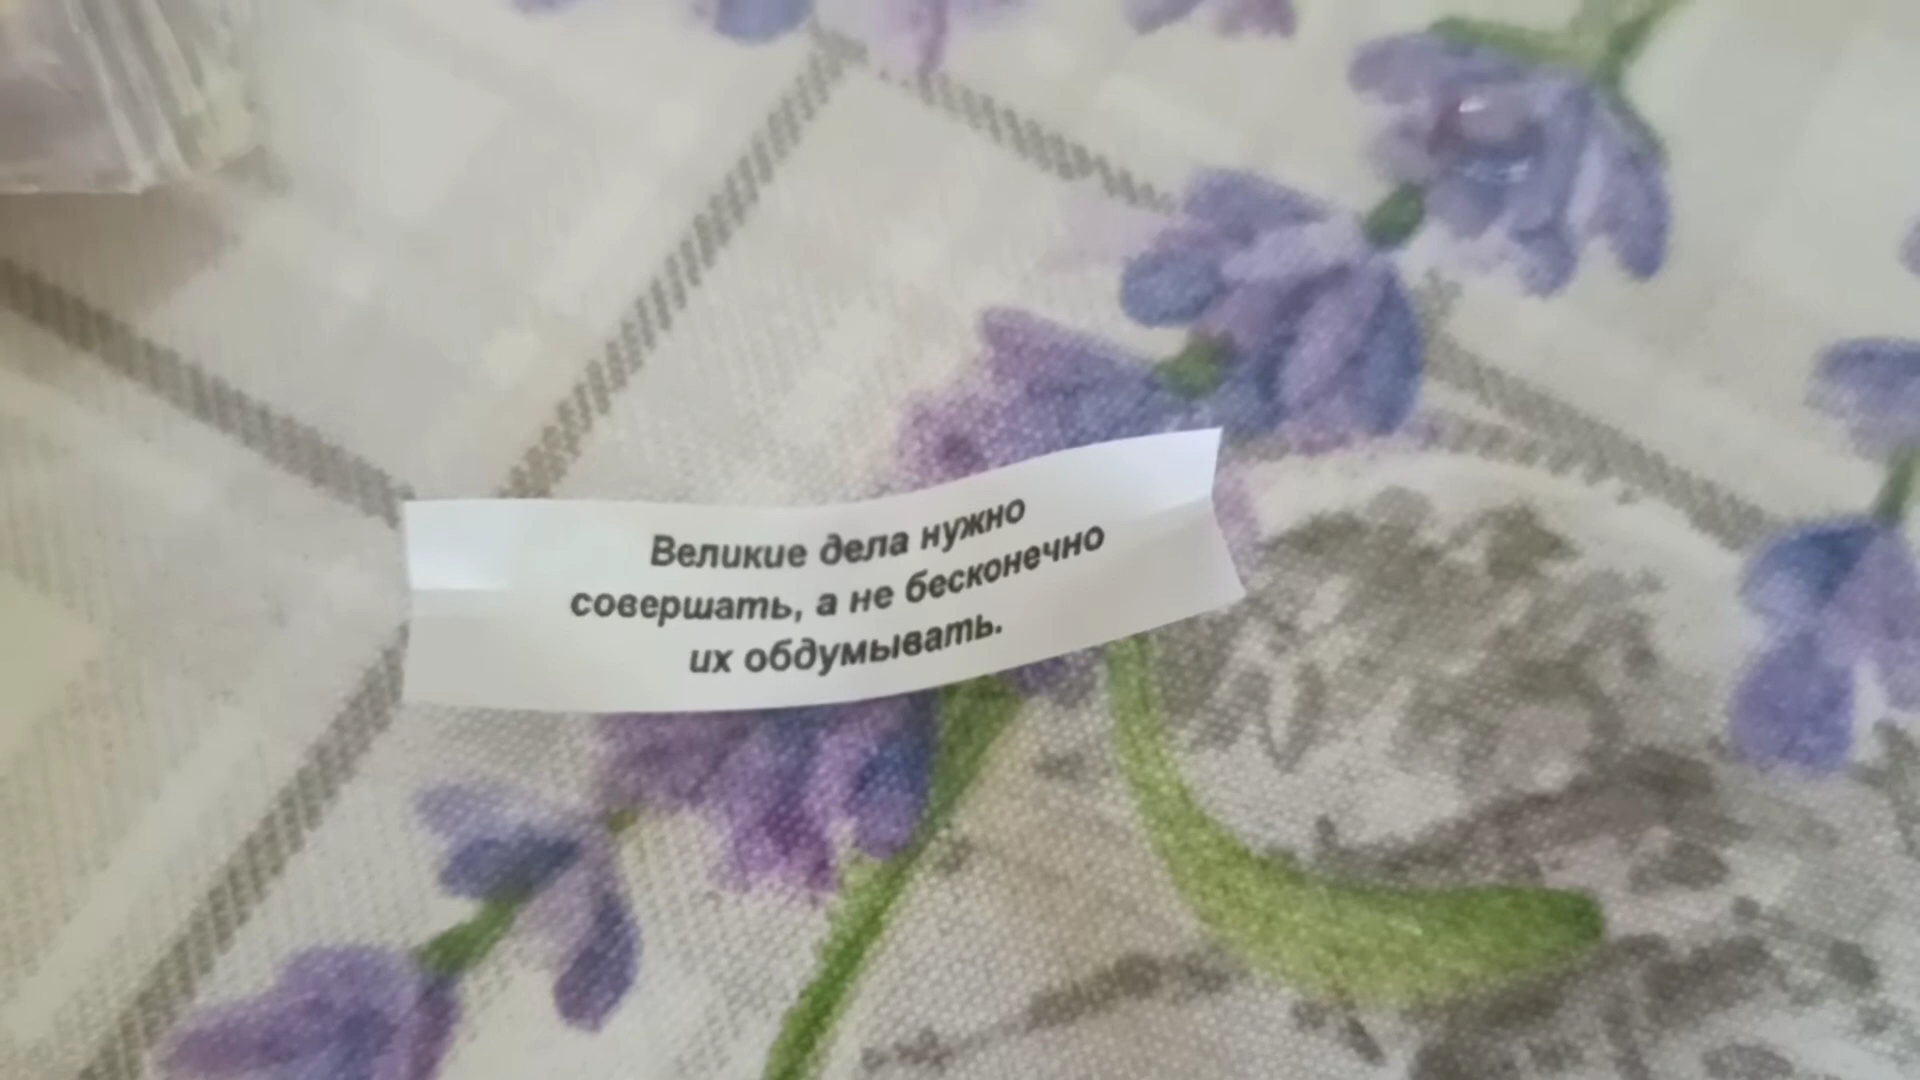 Великие дела нужно
совершать, а не бесконечно
их обдумывать.